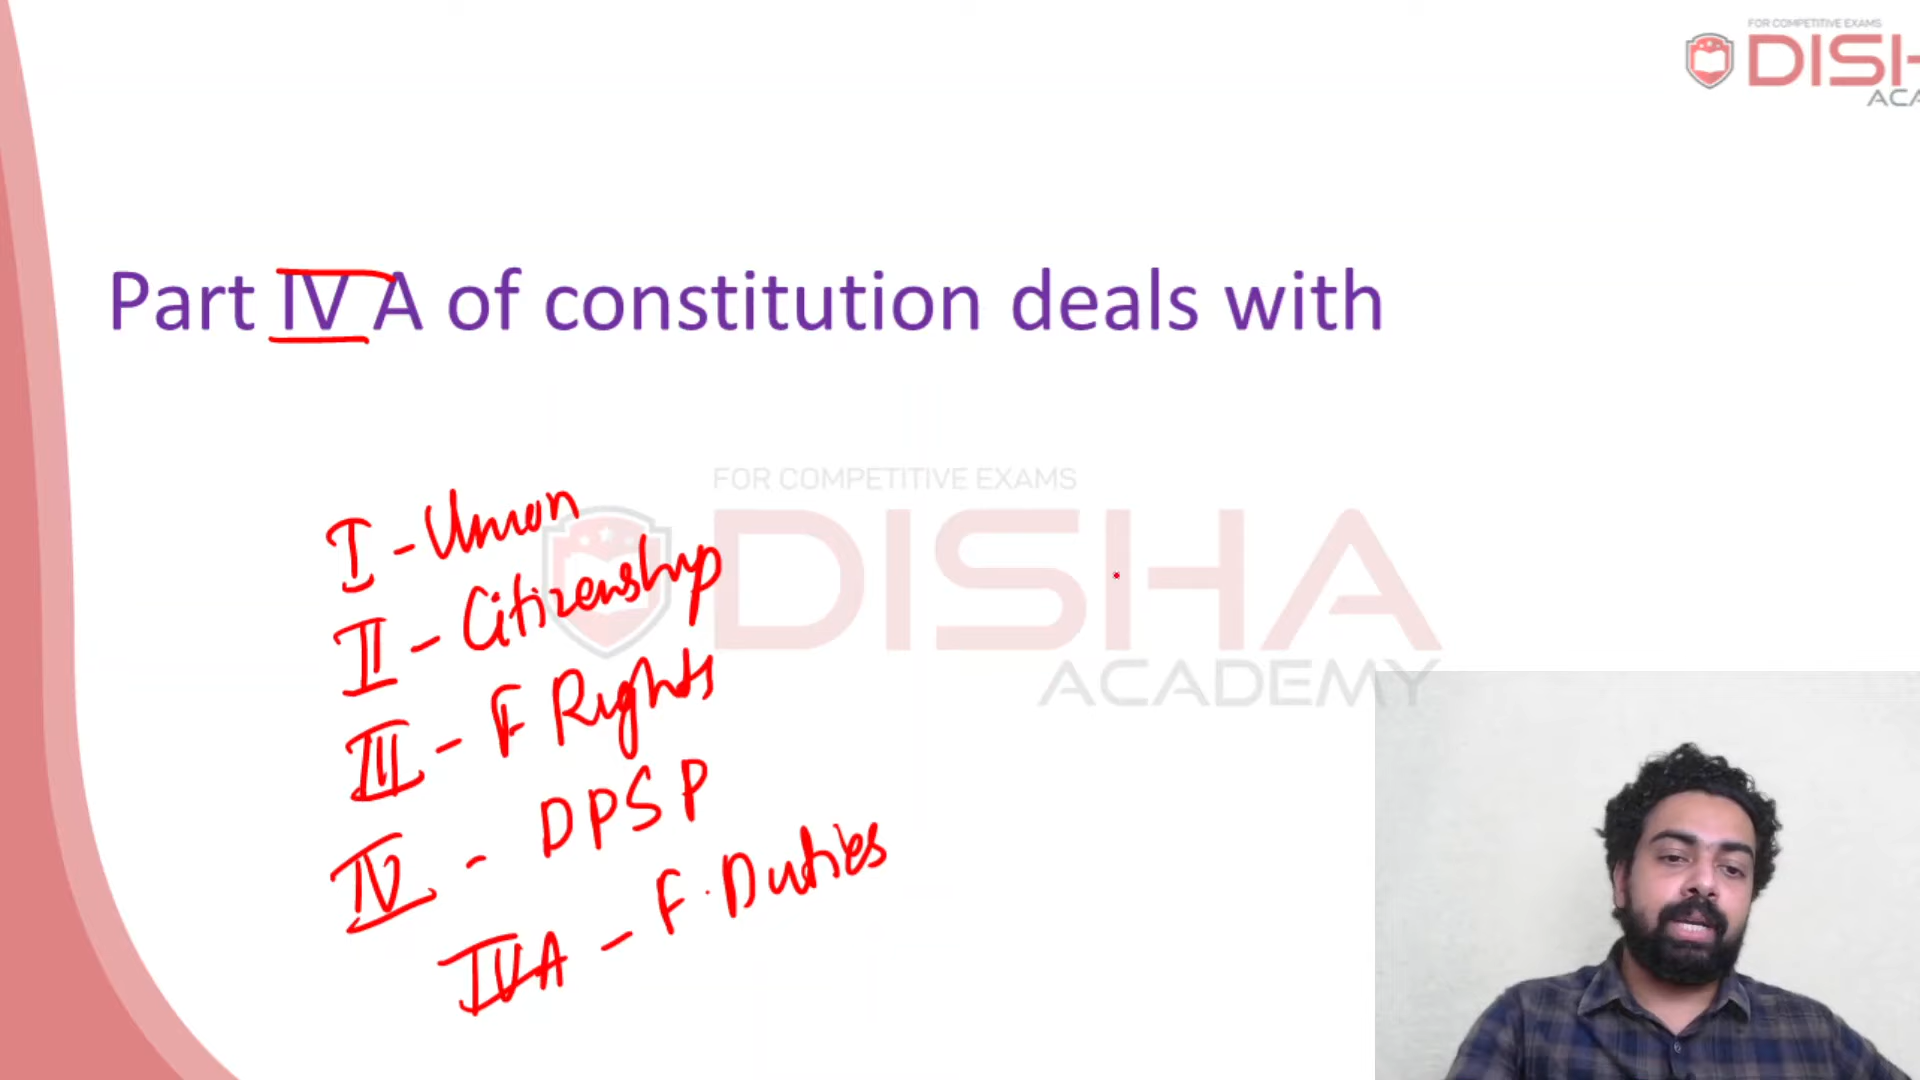 FOR COMPETITIVE EXAMS
DISH
ACA
Part IV A of constitution deals with
FOR COMPETITIVE EXAMS
DISHA
ACADEMY
I - Union
II - Citizenship
III - F Rights
IV - DPSP
IVA - F. Duties